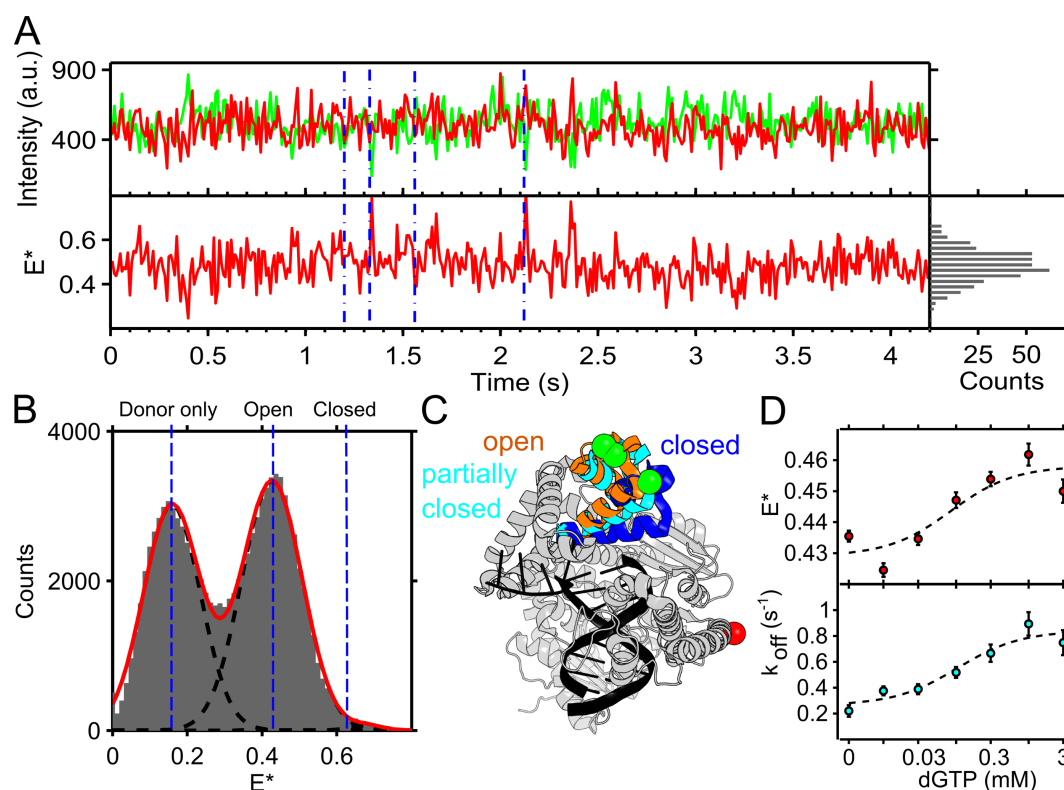 A
Intensity (a.u.)
900
400
E*
0.6
0.4
0 0.5 1 1.5 2 2.5 3 3.5 4
Time (s)
25 50
Counts
B
Donor only Open Closed
Counts
4000
2000
0
0 0.2 0.4 0.6
E*
C
open
closed
partially
closed
D
E*
0.46
0.45
0.44
0.43
k off (s-1)
1
0.8
0.6
0.4
0.2
0 0.03 0.3 3
dGTP (mM)